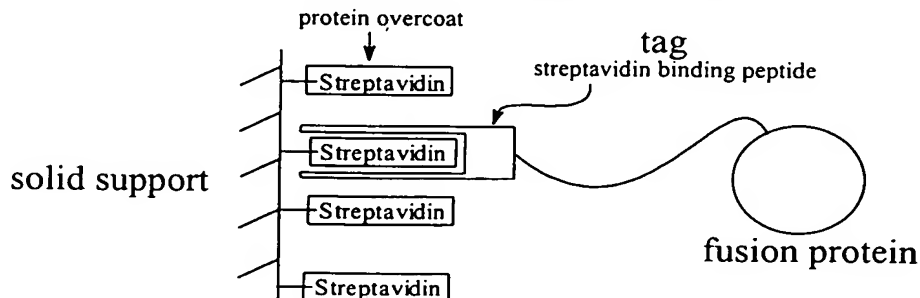 protein overcoat
tag
streptavidin binding peptide
Streptavidin
Streptavidin
solid support
Streptavidin
fusion protein
Streptavidin